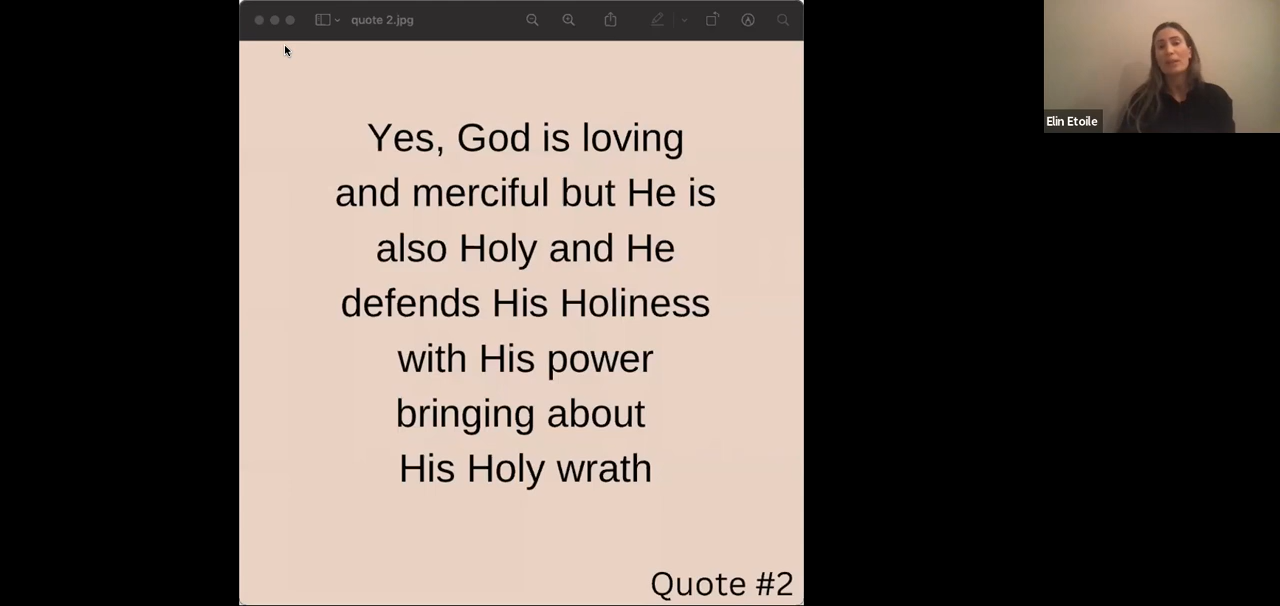 quote 2.jpg
Yes, God is loving
and merciful but He is
also Holy and He
defends His Holiness
with His power
bringing about
His Holy wrath
Quote #2
Elin Etoile